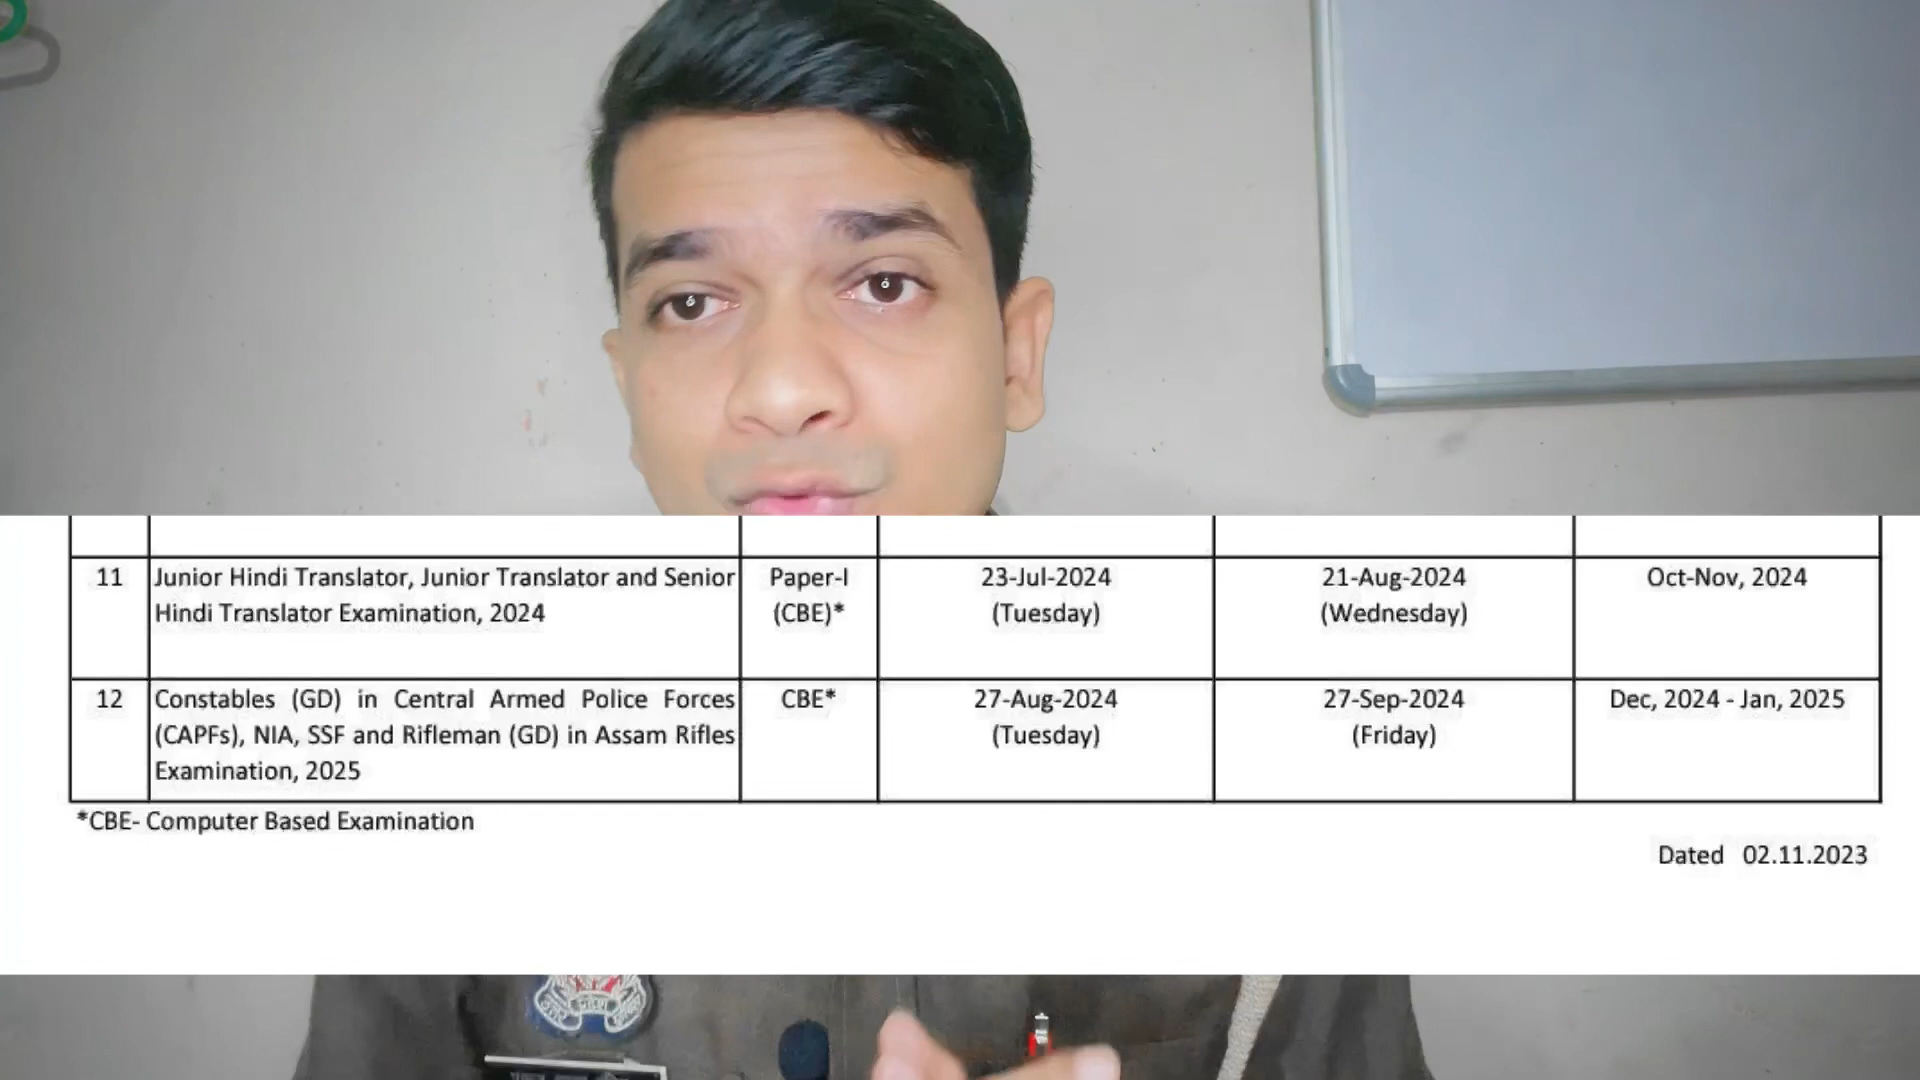 11
Junior Hindi Translator, Junior Translator and Senior
Hindi Translator Examination, 2024
Paper-I
(CBE)*
23-Jul-2024
(Tuesday)
21-Aug-2024
(Wednesday)
Oct-Nov, 2024
12
Constables (GD) in Central Armed Police Forces
(CAPFs), NIA, SSF and Rifleman (GD) in Assam Rifles
Examination, 2025
CBE*
27-Aug-2024
(Tuesday)
27-Sep-2024
(Friday)
Dec, 2024 - Jan, 2025
*CBE- Computer Based Examination
Dated 02.11.2023